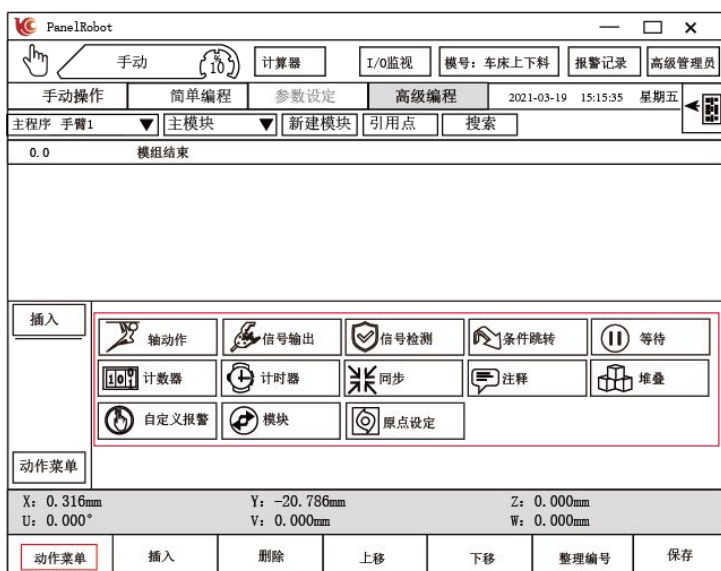 PanelRobot
手动 % 10 计算器 I/O监视 模号: 车床上下料 报警记录 高级管理员
手动操作 简单编程 参数设定 高级编程 2021-03-19 15:15:35 星期五
主程序 手臂1 主模块 新建模块 引用点 搜索
0.0 模组结束
插入
轴动作 信号输出 信号检测 条件跳转 等待
计数器 计时器 同步 注释 堆叠
自定义报警 模块 原点设定
动作菜单
X: 0.316mm Y: -20.786mm Z: 0.000mm
U: 0.000° V: 0.000mm W: 0.000mm
动作菜单 插入 删除 上移 下移 整理编号 保存